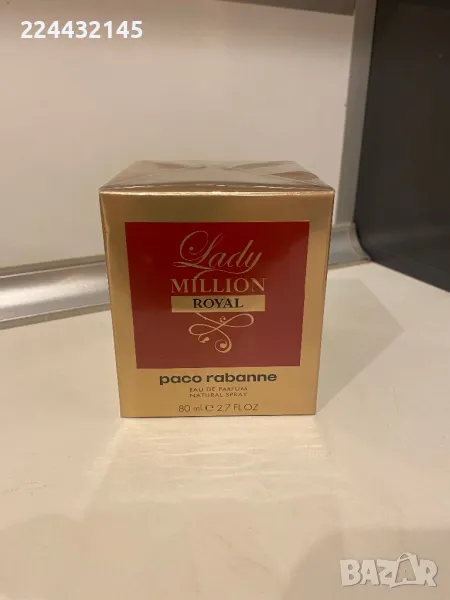 224432145
Lady
MILLION
ROYAL
paco rabanne
EAU DE PARFUM
NATURAL SPRAY
80 ml ℮ 2.7 FL OZ
BAZAR